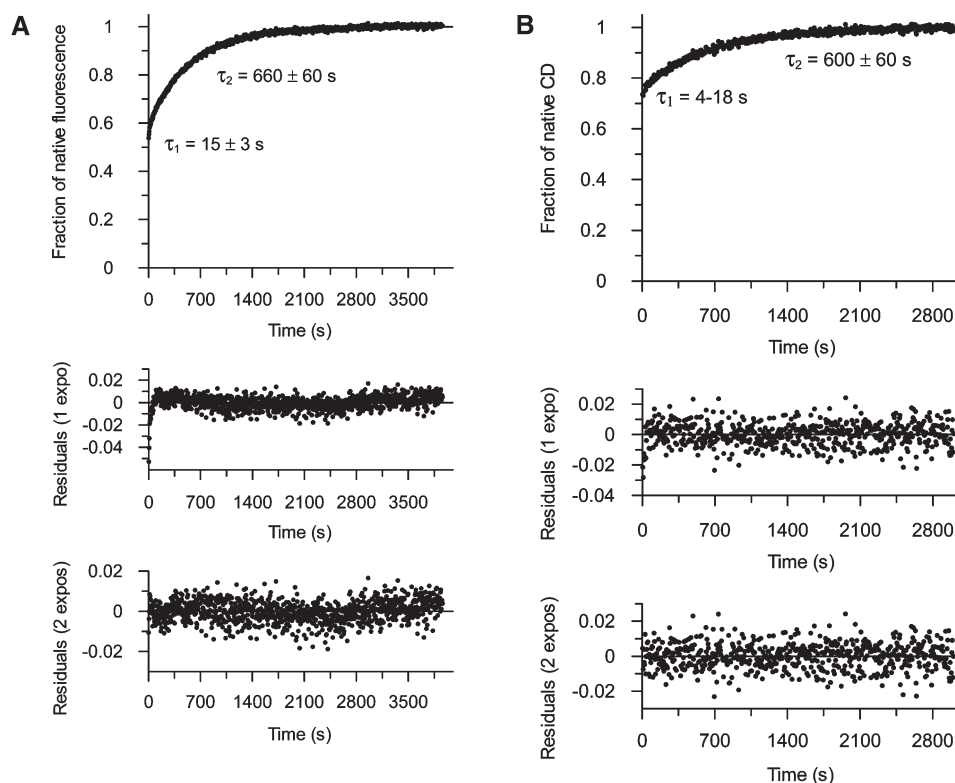 A
Fraction of native fluorescence
1
0.8
0.6
0.4
0.2
0
τ2 = 660 ± 60 s
τ1 = 15 ± 3 s
0 700 1400 2100 2800 3500
Time (s)
Residuals (1 expo)
0.02
0
-0.02
-0.04
0 700 1400 2100 2800 3500
Time (s)
Residuals (2 expos)
0.02
0
-0.02
0 700 1400 2100 2800 3500
Time (s)
B
Fraction of native CD
1
0.8
0.6
0.4
0.2
0
τ2 = 600 ± 60 s
τ1 = 4-18 s
0 700 1400 2100 2800
Time (s)
Residuals (1 expo)
0.02
0
-0.02
-0.04
0 700 1400 2100 2800
Time (s)
Residuals (2 expos)
0.02
0
-0.02
0 700 1400 2100 2800
Time (s)